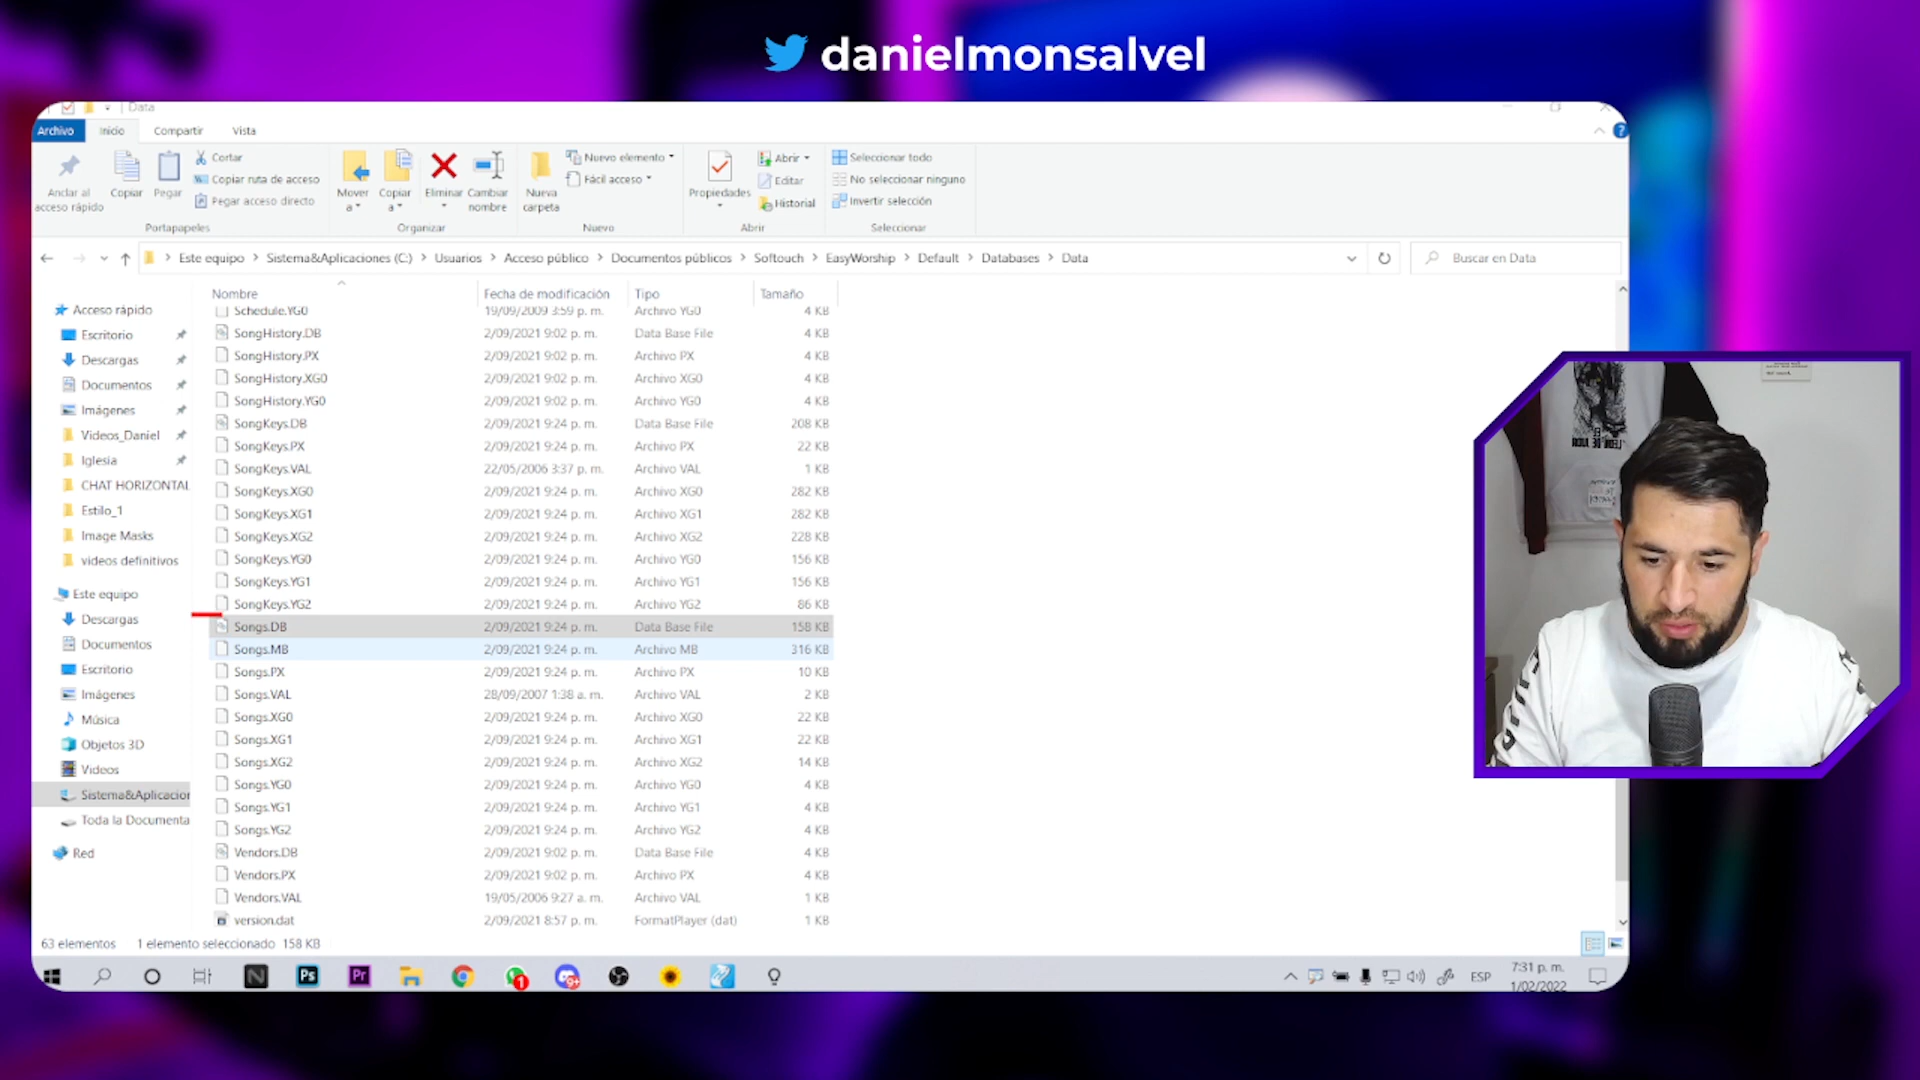 danielmonsalvel
Data
Archivo Inicio Compartir Vista
Anclar al acceso rápido
Copiar
Pegar
Cortar
Copiar ruta de acceso
Pegar acceso directo
Portapapeles
Mover a
Copiar a
Eliminar
Cambiar nombre
Organizar
Nueva carpeta
Nuevo elemento
Fácil acceso
Nuevo
Propiedades
Abrir
Editar
Historial
Abrir
Seleccionar todo
No seleccionar ninguno
Invertir selección
Seleccionar
Este equipo > Sistema&Aplicaciones (C:) > Usuarios > Acceso público > Documentos públicos > Softouch > EasyWorship > Default > Databases > Data
Buscar en Data
Acceso rápido
Escritorio
Descargas
Documentos
Imágenes
Videos_Daniel
Iglesia
CHAT HORIZONTAL
Estilo_1
Image Masks
videos definitivos
Este equipo
Descargas
Documentos
Escritorio
Imágenes
Música
Objetos 3D
Videos
Sistema&Aplicacion
Toda la Documenta
Red
Nombre Fecha de modificación Tipo Tamaño
Schedule.YG0 19/09/2009 3:59 p. m. Archivo YG0 4 KB
SongHistory.DB 2/09/2021 9:02 p. m. Data Base File 4 KB
SongHistory.PX 2/09/2021 9:02 p. m. Archivo PX 4 KB
SongHistory.XG0 2/09/2021 9:02 p. m. Archivo XG0 4 KB
SongHistory.YG0 2/09/2021 9:02 p. m. Archivo YG0 4 KB
SongKeys.DB 2/09/2021 9:24 p. m. Data Base File 208 KB
SongKeys.PX 2/09/2021 9:24 p. m. Archivo PX 22 KB
SongKeys.VAL 22/05/2006 3:37 p. m. Archivo VAL 1 KB
SongKeys.XG0 2/09/2021 9:24 p. m. Archivo XG0 282 KB
SongKeys.XG1 2/09/2021 9:24 p. m. Archivo XG1 282 KB
SongKeys.XG2 2/09/2021 9:24 p. m. Archivo XG2 228 KB
SongKeys.YG0 2/09/2021 9:24 p. m. Archivo YG0 156 KB
SongKeys.YG1 2/09/2021 9:24 p. m. Archivo YG1 156 KB
SongKeys.YG2 2/09/2021 9:24 p. m. Archivo YG2 86 KB
Songs.DB 2/09/2021 9:24 p. m. Data Base File 158 KB
Songs.MB 2/09/2021 9:24 p. m. Archivo MB 316 KB
Songs.PX 2/09/2021 9:24 p. m. Archivo PX 10 KB
Songs.VAL 28/09/2007 1:38 a. m. Archivo VAL 2 KB
Songs.XG0 2/09/2021 9:24 p. m. Archivo XG0 22 KB
Songs.XG1 2/09/2021 9:24 p. m. Archivo XG1 22 KB
Songs.XG2 2/09/2021 9:24 p. m. Archivo XG2 14 KB
Songs.YG0 2/09/2021 9:24 p. m. Archivo YG0 4 KB
Songs.YG1 2/09/2021 9:24 p. m. Archivo YG1 4 KB
Songs.YG2 2/09/2021 9:24 p. m. Archivo YG2 4 KB
Vendors.DB 2/09/2021 9:02 p. m. Data Base File 4 KB
Vendors.PX 2/09/2021 9:02 p. m. Archivo PX 4 KB
Vendors.VAL 19/05/2006 9:27 a. m. Archivo VAL 1 KB
version.dat 2/09/2021 8:57 p. m. FormatPlayer (dat) 1 KB
63 elementos 1 elemento seleccionado 158 KB
N Ps Pr 1 9+
ESP
7:31 p. m.
1/02/2022